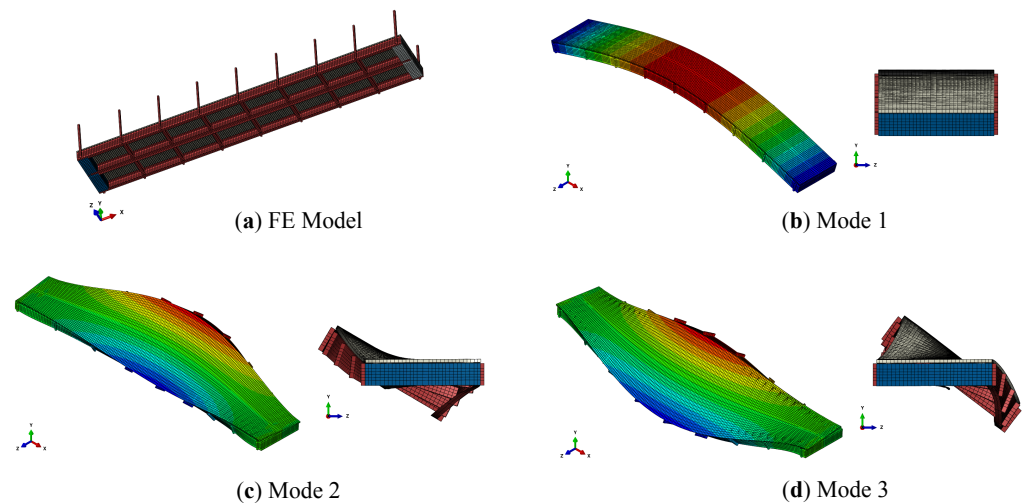 Z Y X
(a) FE Model
Y
Z X
Y
Z
(b) Mode 1
Y
Z X
Y
Z
(c) Mode 2
Y
Z X
Y
Z
(d) Mode 3